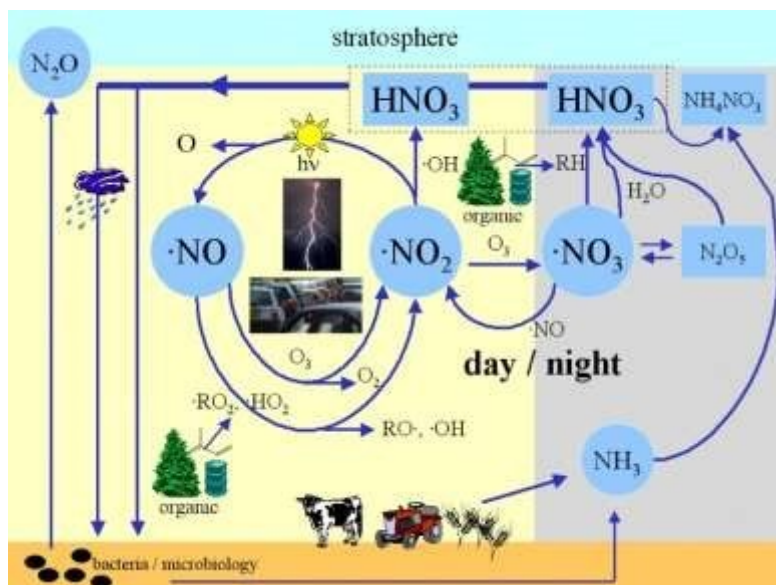 stratosphere
N₂O
HNO₃
HNO₃
NH₄NO₃
O
hν
·OH
RH
organic
H₂O
·NO
·NO₂
O₃
·NO₃
N₂O₅
·NO
O₃
O₂
day / night
·RO₂, ·HO₂
RO·, ·OH
NH₃
organic
bacteria / microbiology